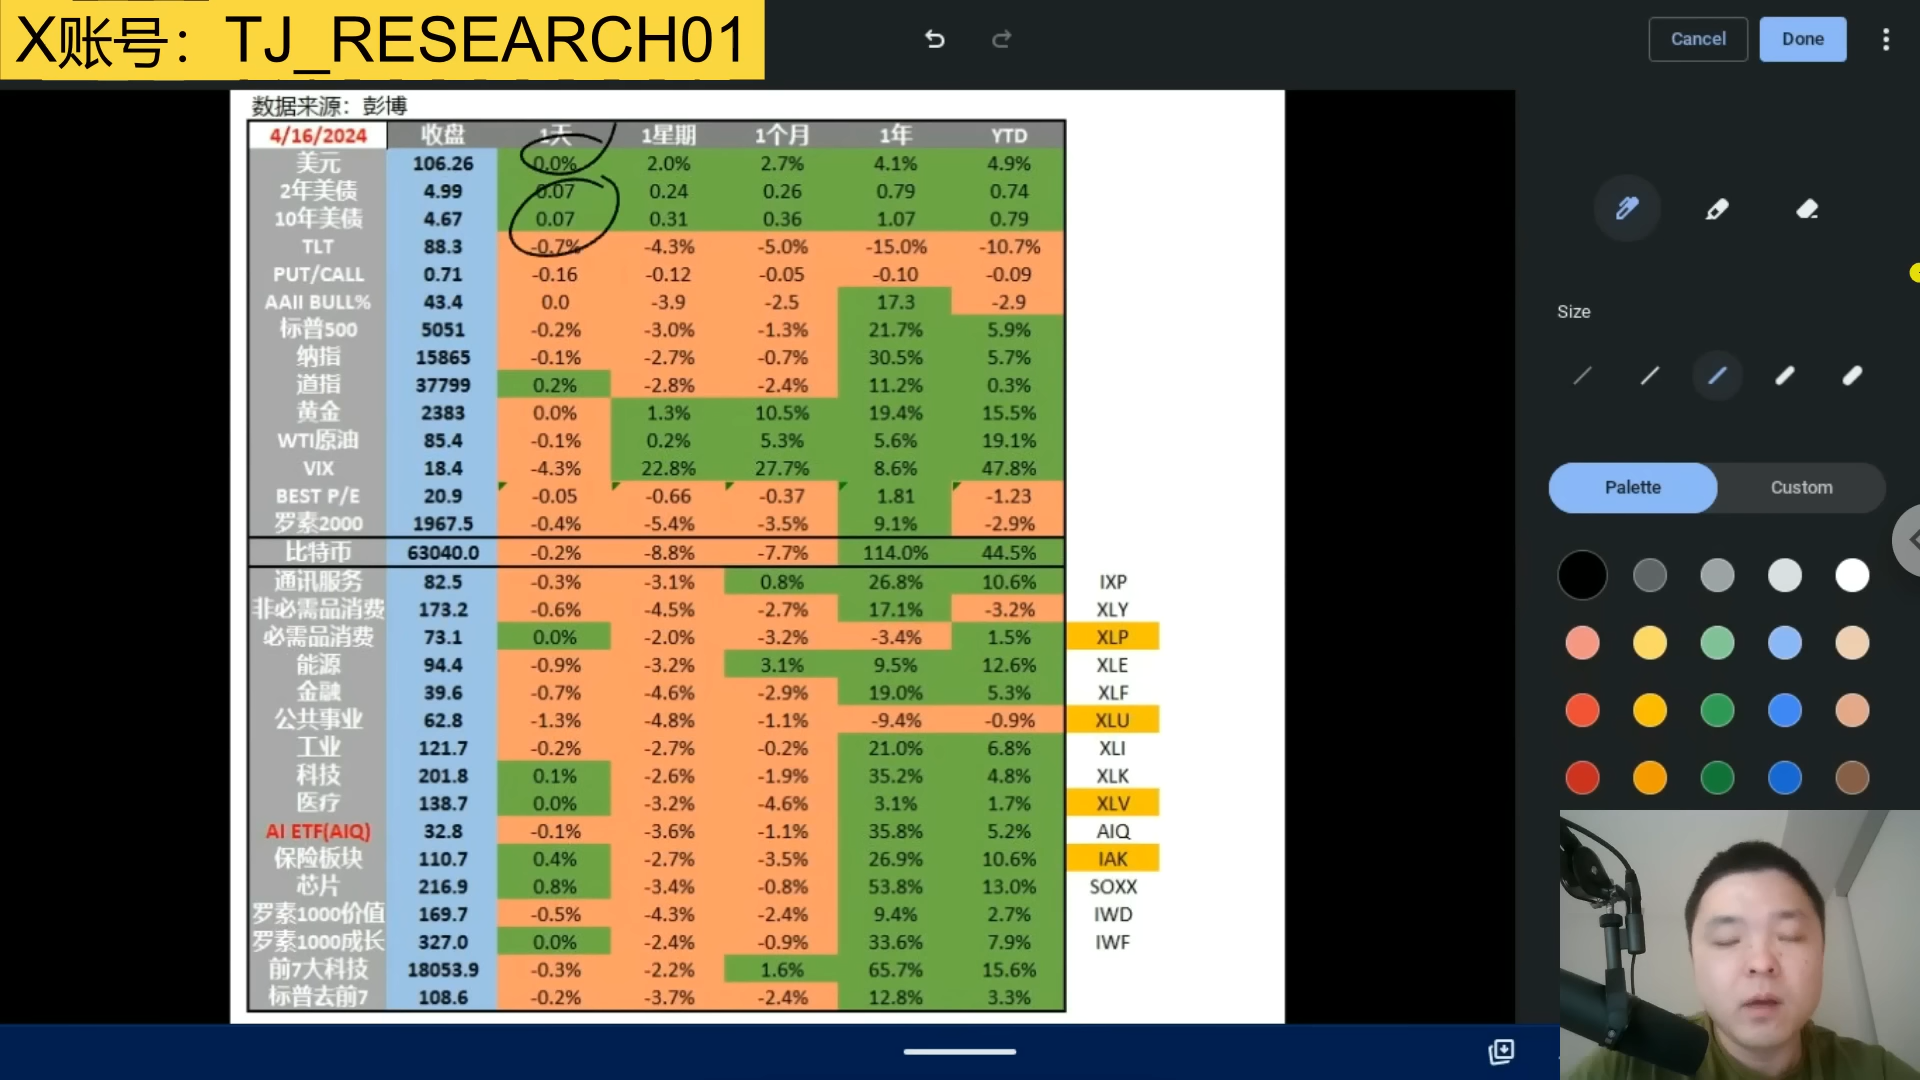 X账号：TJ_RESEARCH01
Cancel
Done
数据来源：彭博
4/16/2024 收盘 1天 1星期 1个月 1年 YTD
美元 106.26 0.0% 2.0% 2.7% 4.1% 4.9%
2年美债 4.99 0.07 0.24 0.26 0.79 0.74
10年美债 4.67 0.07 0.31 0.36 1.07 0.79
TLT 88.3 -0.7% -4.3% -5.0% -15.0% -10.7%
PUT/CALL 0.71 -0.16 -0.12 -0.05 -0.10 -0.09
AAII BULL% 43.4 0.0 -3.9 -2.5 17.3 -2.9
标普500 5051 -0.2% -3.0% -1.3% 21.7% 5.9%
纳指 15865 -0.1% -2.7% -0.7% 30.5% 5.7%
道指 37799 0.2% -2.8% -2.4% 11.2% 0.3%
黄金 2383 0.0% 1.3% 10.5% 19.4% 15.5%
WTI原油 85.4 -0.1% 0.2% 5.3% 5.6% 19.1%
VIX 18.4 -4.3% 22.8% 27.7% 8.6% 47.8%
BEST P/E 20.9 -0.05 -0.66 -0.37 1.81 -1.23
罗素2000 1967.5 -0.4% -5.4% -3.5% 9.1% -2.9%
比特币 63040.0 -0.2% -8.8% -7.7% 114.0% 44.5%
通讯服务 82.5 -0.3% -3.1% 0.8% 26.8% 10.6% IXP
非必需品消费 173.2 -0.6% -4.5% -2.7% 17.1% -3.2% XLY
必需品消费 73.1 0.0% -2.0% -3.2% -3.4% 1.5% XLP
能源 94.4 -0.9% -3.2% 3.1% 9.5% 12.6% XLE
金融 39.6 -0.7% -4.6% -2.9% 19.0% 5.3% XLF
公共事业 62.8 -1.3% -4.8% -1.1% -9.4% -0.9% XLU
工业 121.7 -0.2% -2.7% -0.2% 21.0% 6.8% XLI
科技 201.8 0.1% -2.6% -1.9% 35.2% 4.8% XLK
医疗 138.7 0.0% -3.2% -4.6% 3.1% 1.7% XLV
AI ETF(AIQ) 32.8 -0.1% -3.6% -1.1% 35.8% 5.2% AIQ
保险板块 110.7 0.4% -2.7% -3.5% 26.9% 10.6% IAK
芯片 216.9 0.8% -3.4% -0.8% 53.8% 13.0% SOXX
罗素1000价值 169.7 -0.5% -4.3% -2.4% 9.4% 2.7% IWD
罗素1000成长 327.0 0.0% -2.4% -0.9% 33.6% 7.9% IWF
前7大科技 18053.9 -0.3% -2.2% 1.6% 65.7% 15.6%
标普去前7 108.6 -0.2% -3.7% -2.4% 12.8% 3.3%
Size
Palette
Custom